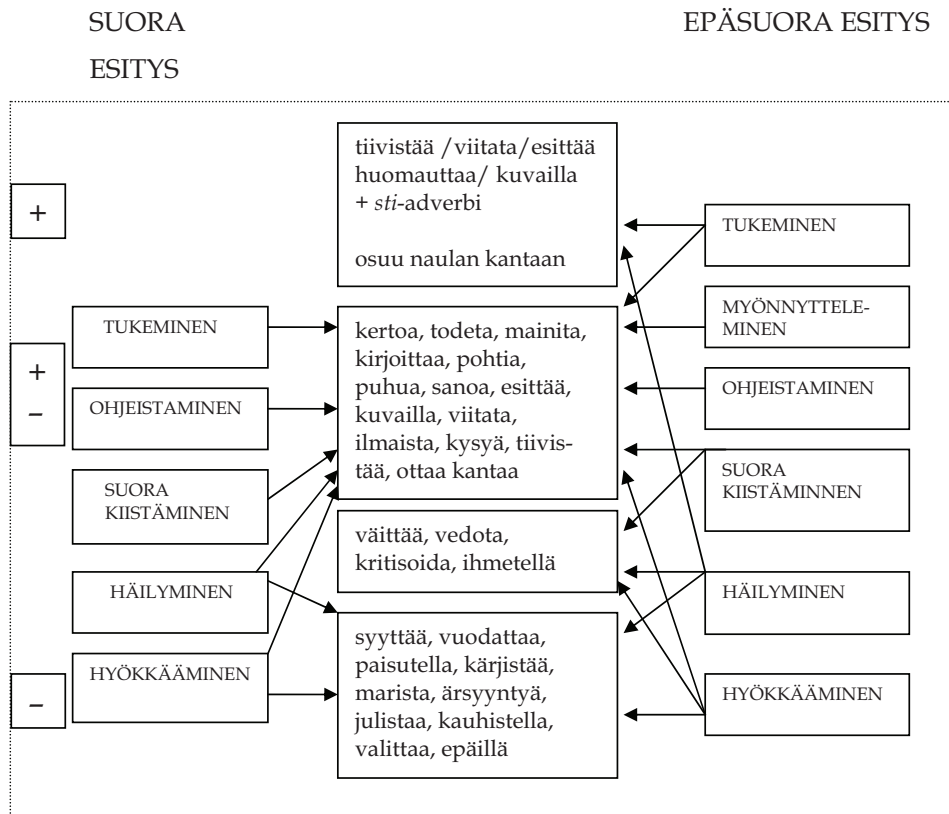 SUORA
ESITYS
EPÄSUORA ESITYS
+
+
–
–
TUKEMINEN
OHJEISTAMINEN
SUORA
KIISTÄMINEN
HÄILYMINEN
HYÖKKÄÄMINEN
tiivistää /viitata/esittää
huomauttaa/ kuvailla
+ sti-adverbi
osuu naulan kantaan
kertoa, todeta, mainita,
kirjoittaa, pohtia,
puhua, sanoa, esittää,
kuvailla, viitata,
ilmaista, kysyä, tiivis-
tää, ottaa kantaa
väittää, vedota,
kritisoida, ihmetellä
syyttää, vuodattaa,
paisutella, kärjistää,
marista, ärsyyntyä,
julistaa, kauhistella,
valittaa, epäillä
TUKEMINEN
MYÖNNYTTELE-
MINEN
OHJEISTAMINEN
SUORA
KIISTÄMINNEN
HÄILYMINEN
HYÖKKÄÄMINEN